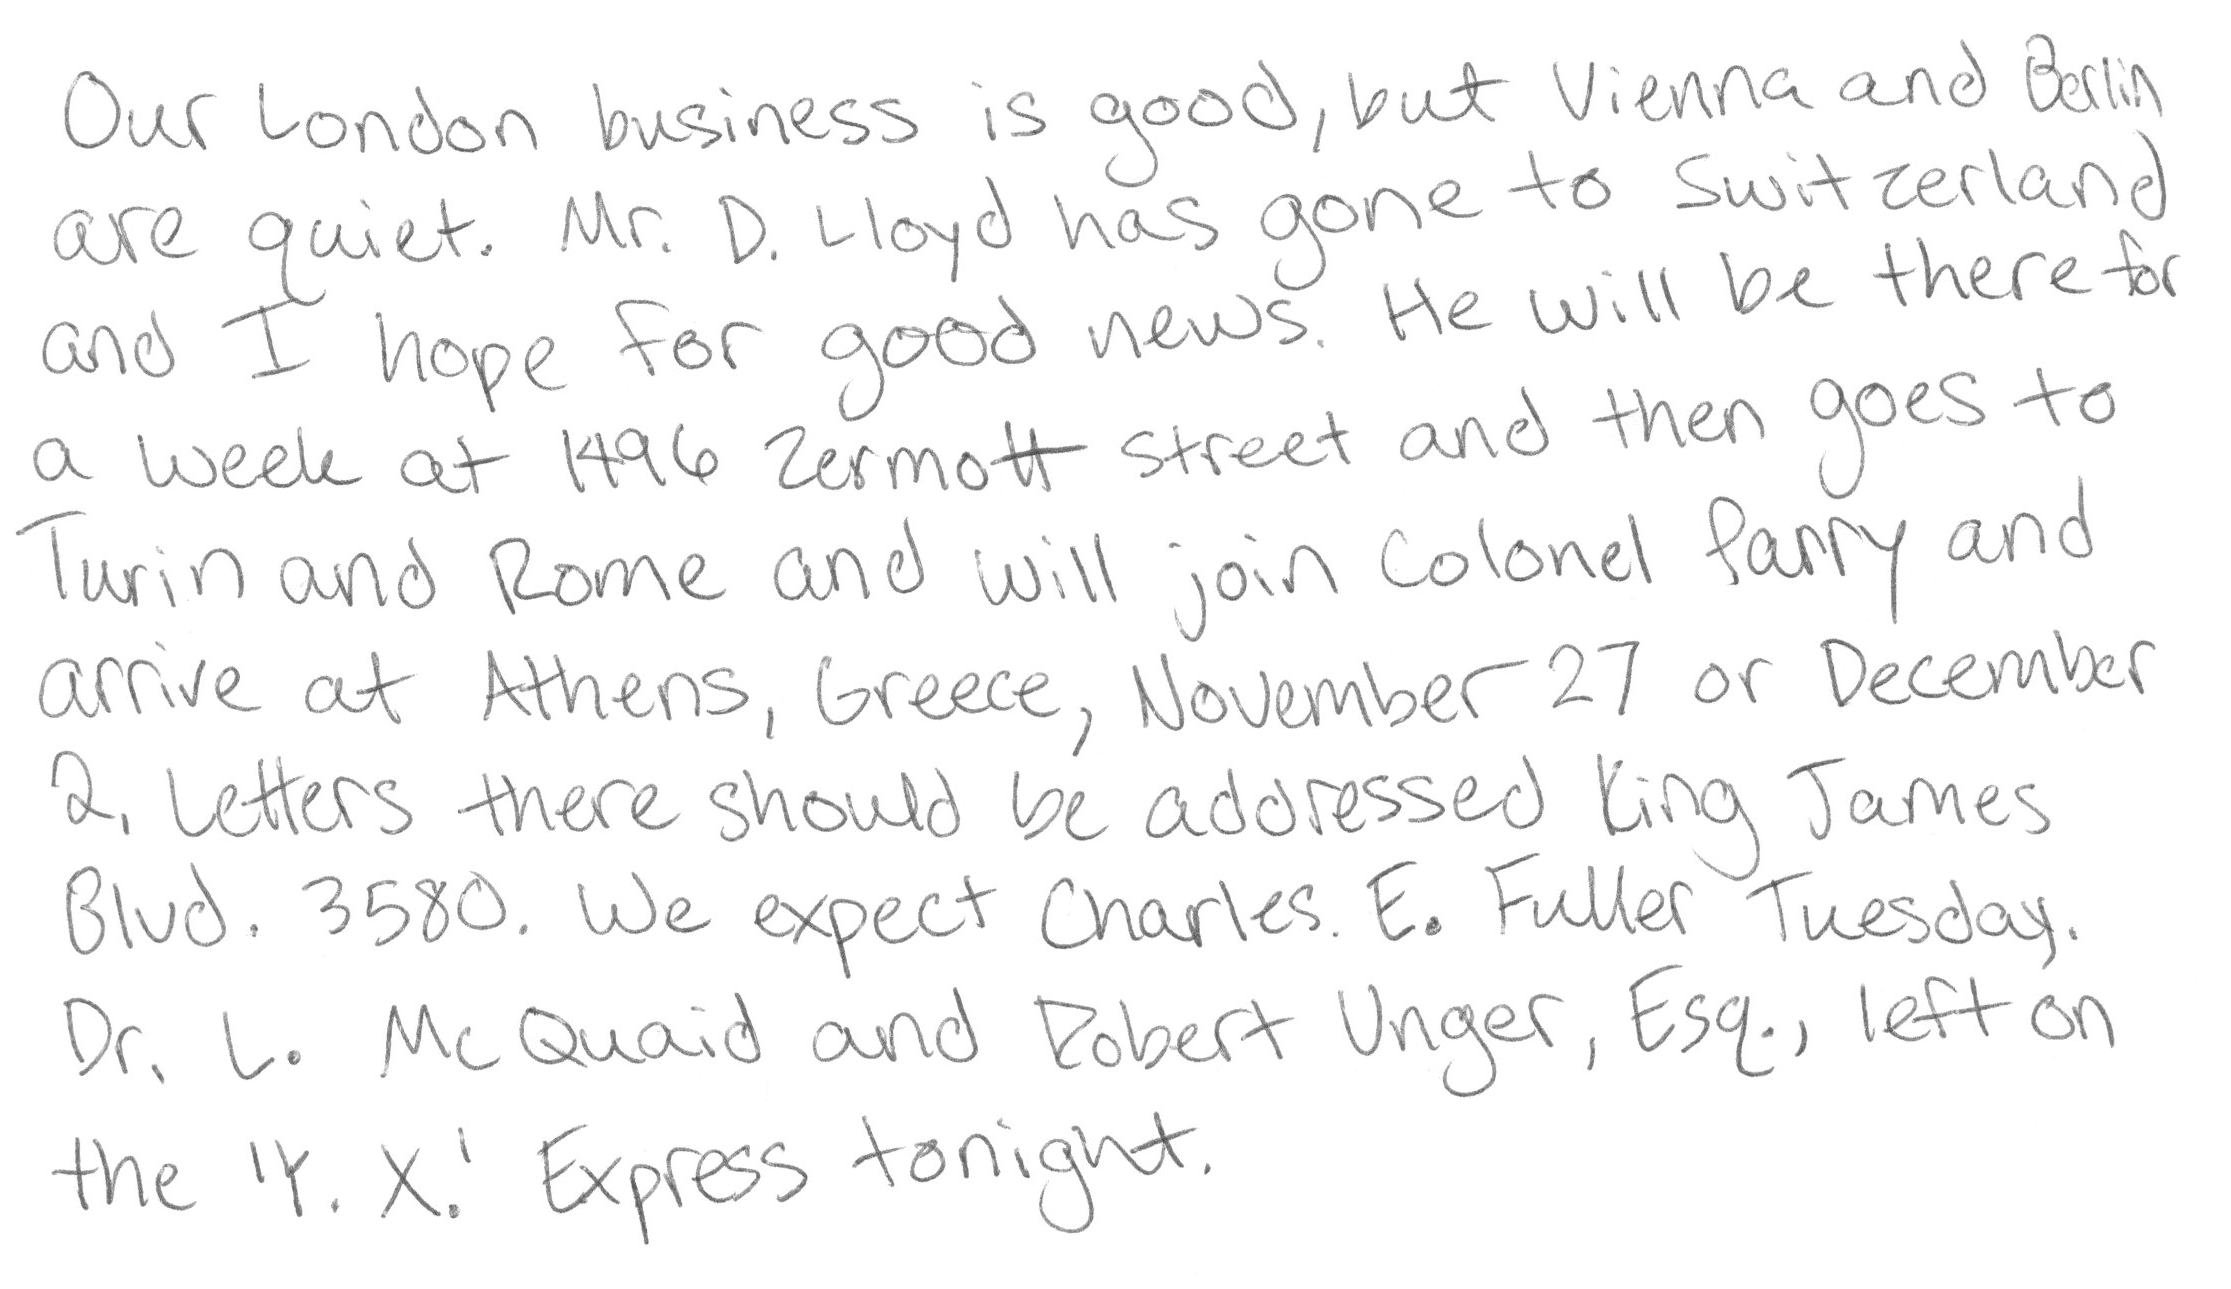 Our London business is good, but Vienna and Berlin
are quiet. Mr. D. Lloyd has gone to Switzerland
and I hope for good news. He will be there for
a week at 1496 Zermott street and then goes to
Turin and Rome and will join Colonel Parry and
arrive at Athens, Greece, November 27 or December
2. Letters there should be addressed King James
Blvd. 3580. We expect Charles. E. Fuller Tuesday.
Dr. L. McQuaid and Robert Unger, Esq., left on
the 'Y. X.' Express tonight.